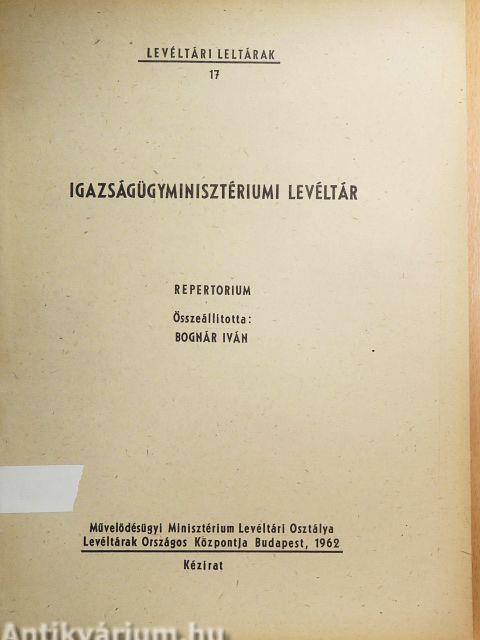 LEVÉLTÁRI LELTÁRAK
17
IGAZSÁGÜGYMINISZTÉRIUMI LEVÉLTÁR
REPERTORIUM
Összeállította:
BOGNÁR IVÁN
Művelődésügyi Minisztérium Levéltári Osztálya
Levéltárak Országos Központja Budapest, 1962
Kézirat
Antikvárium.hu